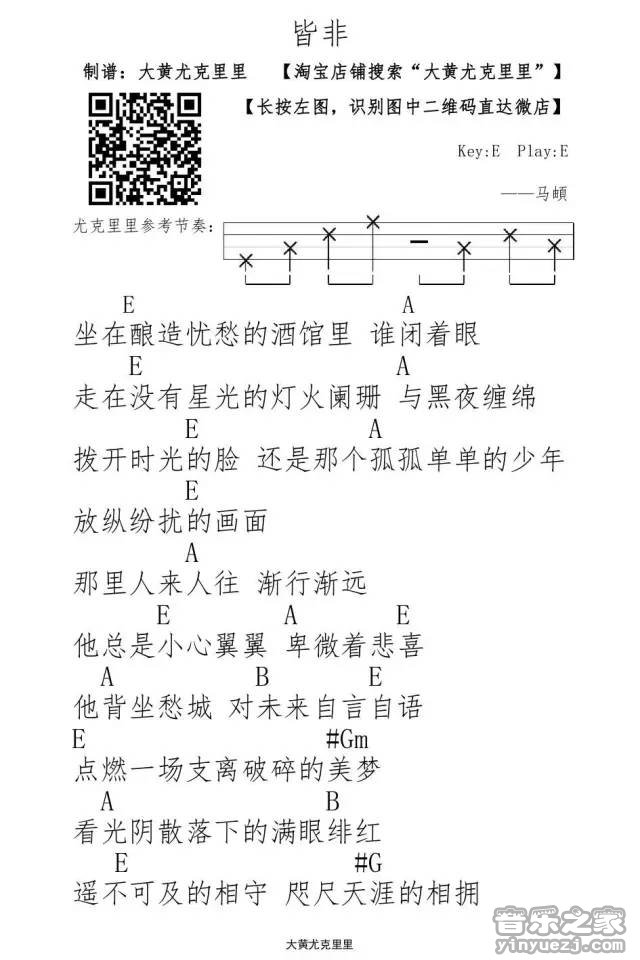 皆非
制谱：大黄尤克里里 【淘宝店铺搜索“大黄尤克里里”】
【长按左图，识别图中二维码直达微店】
Key:E Play:E
——马頔
尤克里里参考节奏：
E A
坐在酿造忧愁的酒馆里 谁闭着眼
E A
走在没有星光的灯火阑珊 与黑夜缠绵
E A
拨开时光的脸 还是那个孤孤单单的少年
E
放纵纷扰的画面
A
那里人来人往 渐行渐远
E A E
他总是小心翼翼 卑微着悲喜
A B E
他背坐愁城 对未来自言自语
E #Gm
点燃一场支离破碎的美梦
A B
看光阴散落下的满眼绯红
E #G
遥不可及的相守 咫尺天涯的相拥
大黄尤克里里
音乐之家
yinyuezj.com